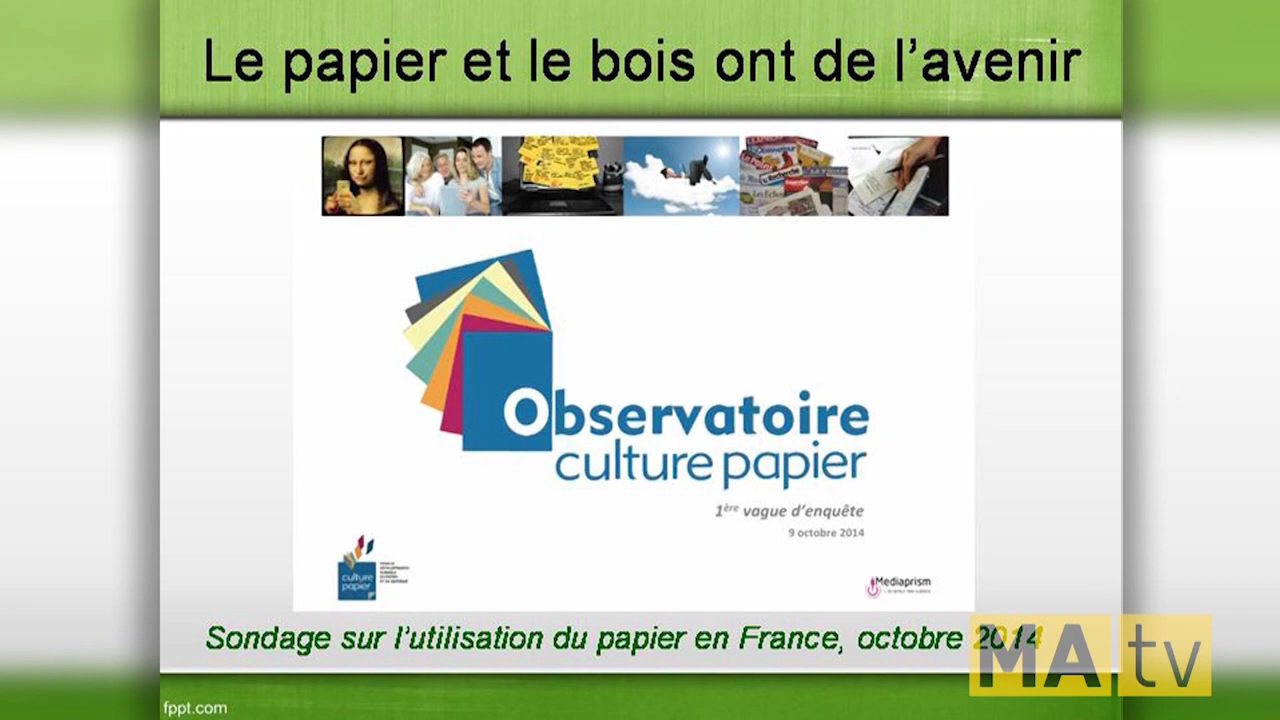 Le papier et le bois ont de l’avenir
Observatoire
culture papier
1ère vague d’enquête
9 octobre 2014
culture
papier
Mediaprism
Sondage sur l’utilisation du papier en France, octobre 2014
MA tv
fppt.com